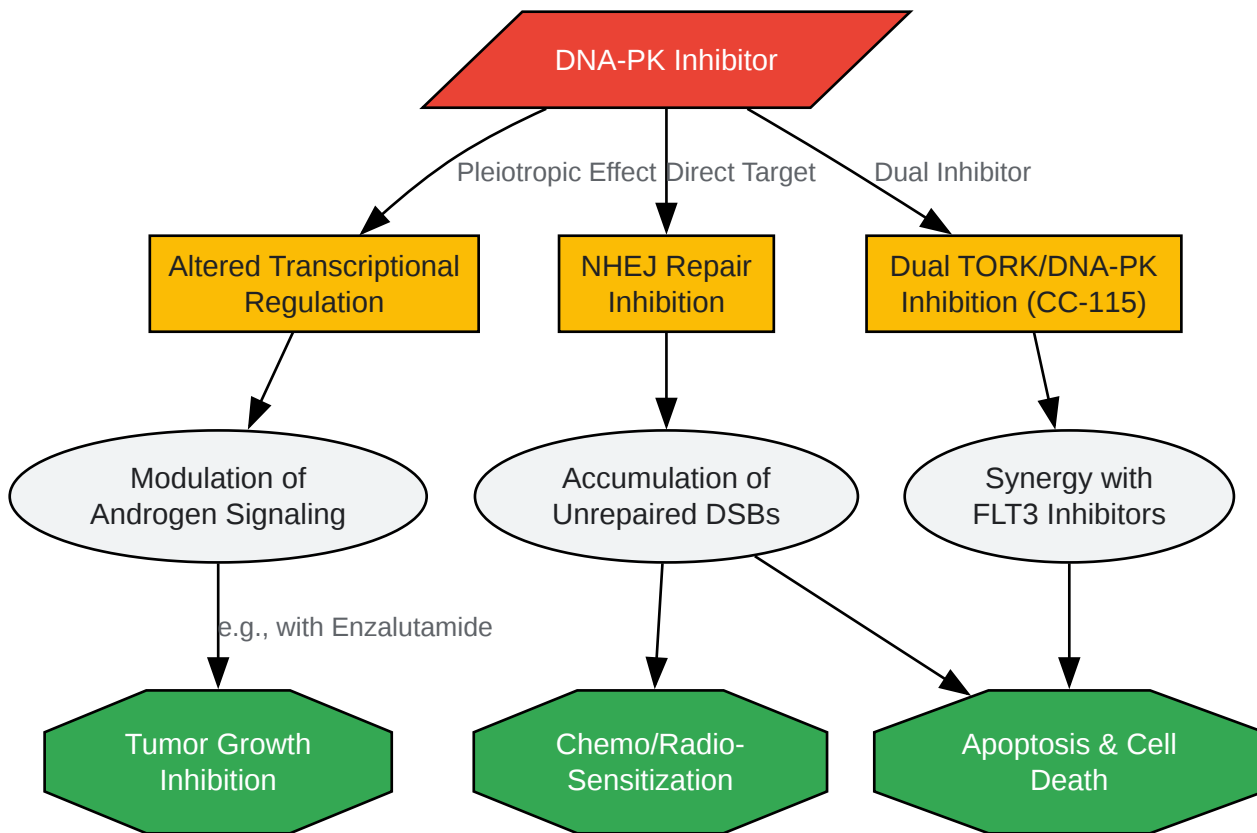 DNA-PK Inhibitor
Pleiotropic Effect
Direct Target
Dual Inhibitor
Altered Transcriptional
Regulation
NHEJ Repair
Inhibition
Dual TORK/DNA-PK
Inhibition (CC-115)
Modulation of
Androgen Signaling
Accumulation of
Unrepaired DSBs
Synergy with
FLT3 Inhibitors
e.g., with Enzalutamide
Tumor Growth
Inhibition
Chemo/Radio-
Sensitization
Apoptosis & Cell
Death